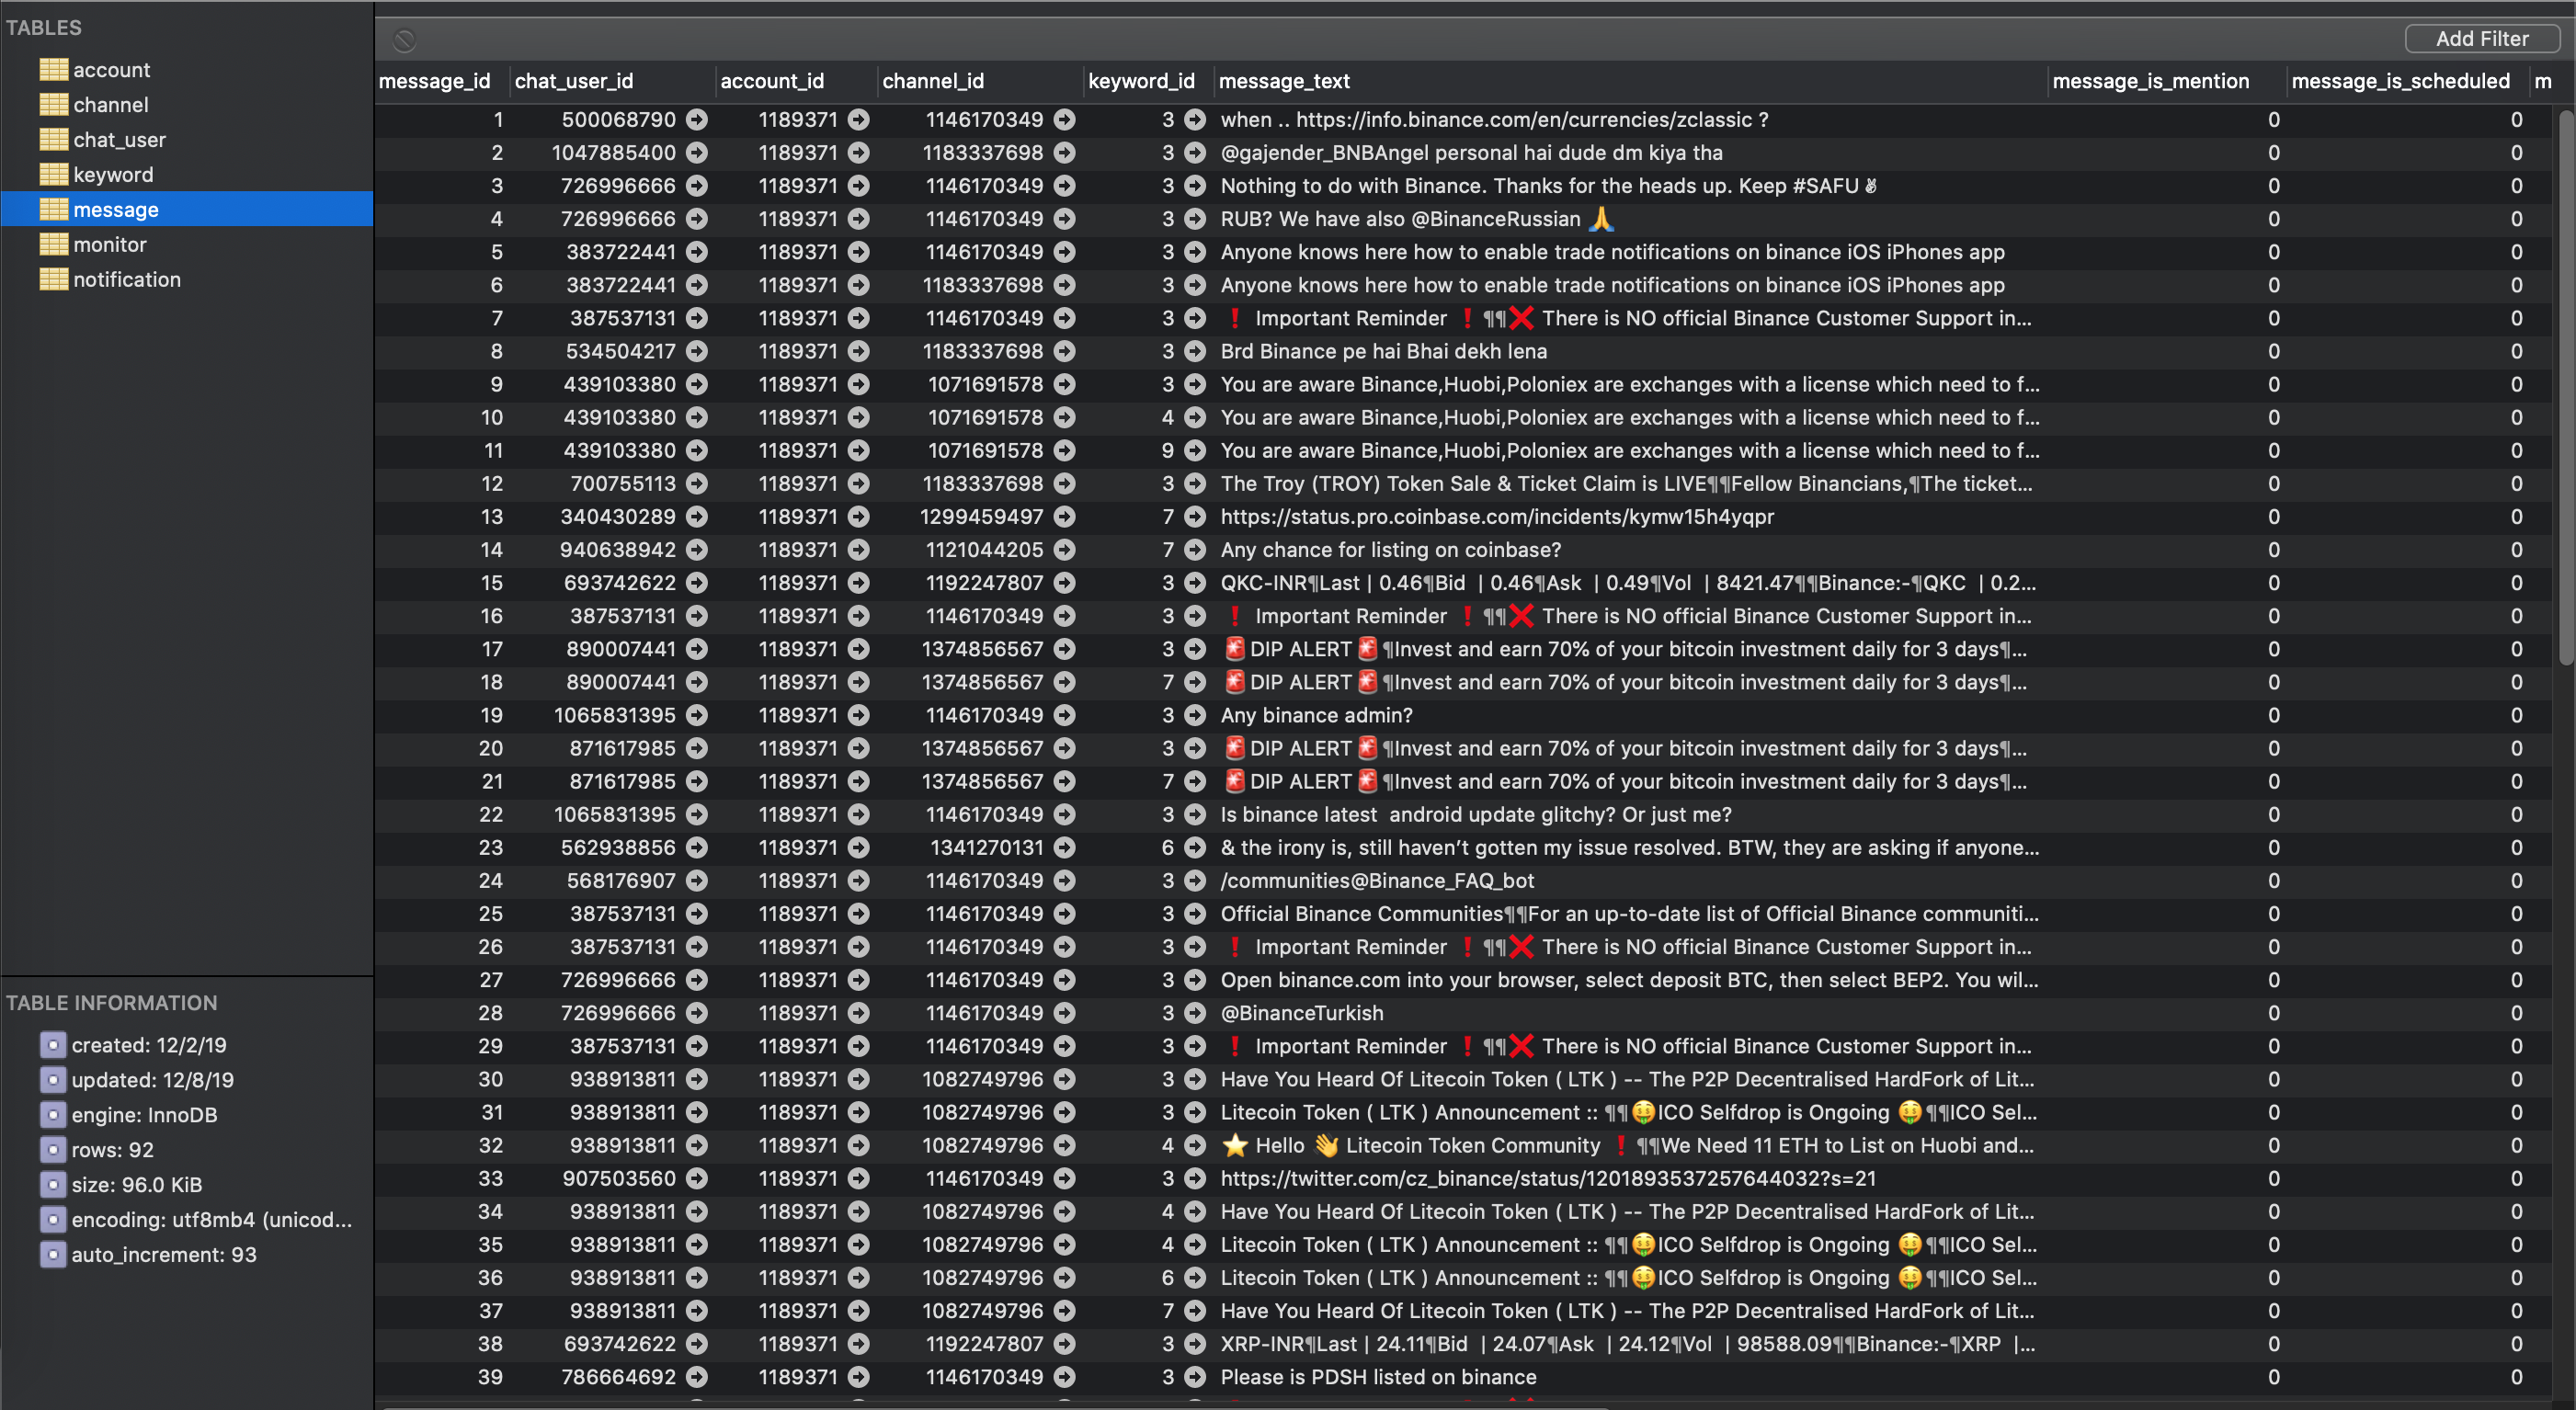 TABLES
account
channel
chat_user
keyword
message
monitor
notification
TABLE INFORMATION
created: 12/2/19
updated: 12/8/19
engine: InnoDB
rows: 92
size: 96.0 KiB
encoding: utf8mb4 (unicod...
auto_increment: 93
Add Filter
message_id chat_user_id account_id channel_id keyword_id message_text message_is_mention message_is_scheduled m
1 500068790 1189371 1146170349 3 when .. https://info.binance.com/en/currencies/zclassic ? 0 0
2 1047885400 1189371 1183337698 3 @gajender_BNBAngel personal hai dude dm kiya tha 0 0
3 726996666 1189371 1146170349 3 Nothing to do with Binance. Thanks for the heads up. Keep #SAFU✌ 0 0
4 726996666 1189371 1146170349 3 RUB? We have also @BinanceRussian 🙏 0 0
5 383722441 1189371 1146170349 3 Anyone knows here how to enable trade notifications on binance iOS iPhones app 0 0
6 383722441 1189371 1183337698 3 Anyone knows here how to enable trade notifications on binance iOS iPhones app 0 0
7 387537131 1189371 1146170349 3 ❗ Important Reminder ❗ ¶¶❌ There is NO official Binance Customer Support in... 0 0
8 534504217 1189371 1183337698 3 Brd Binance pe hai Bhai dekh lena 0 0
9 439103380 1189371 1071691578 3 You are aware Binance,Huobi,Poloniex are exchanges with a license which need to f... 0 0
10 439103380 1189371 1071691578 4 You are aware Binance,Huobi,Poloniex are exchanges with a license which need to f... 0 0
11 439103380 1189371 1071691578 9 You are aware Binance,Huobi,Poloniex are exchanges with a license which need to f... 0 0
12 700755113 1189371 1183337698 3 The Troy (TROY) Token Sale & Ticket Claim is LIVE¶¶Fellow Binancians,¶The ticket... 0 0
13 340430289 1189371 1299459497 7 https://status.pro.coinbase.com/incidents/kymw15h4yqpr 0 0
14 940638942 1189371 1121044205 7 Any chance for listing on coinbase? 0 0
15 693742622 1189371 1192247807 3 QKC-INR¶Last | 0.46¶Bid | 0.46¶Ask | 0.49¶Vol | 8421.47¶¶Binance:-¶QKC | 0.2... 0 0
16 387537131 1189371 1146170349 3 ❗ Important Reminder ❗ ¶¶❌ There is NO official Binance Customer Support in... 0 0
17 890007441 1189371 1374856567 3 🚨DIP ALERT🚨¶Invest and earn 70% of your bitcoin investment daily for 3 days¶... 0 0
18 890007441 1189371 1374856567 7 🚨DIP ALERT🚨¶Invest and earn 70% of your bitcoin investment daily for 3 days¶... 0 0
19 1065831395 1189371 1146170349 3 Any binance admin? 0 0
20 871617985 1189371 1374856567 3 🚨DIP ALERT🚨¶Invest and earn 70% of your bitcoin investment daily for 3 days¶... 0 0
21 871617985 1189371 1374856567 7 🚨DIP ALERT🚨¶Invest and earn 70% of your bitcoin investment daily for 3 days¶... 0 0
22 1065831395 1189371 1146170349 3 Is binance latest android update glitchy? Or just me? 0 0
23 562938856 1189371 1341270131 6 & the irony is, still haven’t gotten my issue resolved. BTW, they are asking if anyone... 0 0
24 568176907 1189371 1146170349 3 /communities@Binance_FAQ_bot 0 0
25 387537131 1189371 1146170349 3 Official Binance Communities¶¶For an up-to-date list of Official Binance communiti... 0 0
26 387537131 1189371 1146170349 3 ❗ Important Reminder ❗ ¶¶❌ There is NO official Binance Customer Support in... 0 0
27 726996666 1189371 1146170349 3 Open binance.com into your browser, select deposit BTC, then select BEP2. You wil... 0 0
28 726996666 1189371 1146170349 3 @BinanceTurkish 0 0
29 387537131 1189371 1146170349 3 ❗ Important Reminder ❗ ¶¶❌ There is NO official Binance Customer Support in... 0 0
30 938913811 1189371 1082749796 3 Have You Heard Of Litecoin Token ( LTK ) -- The P2P Decentralised HardFork of Lit... 0 0
31 938913811 1189371 1082749796 3 Litecoin Token ( LTK ) Announcement :: ¶¶🤑ICO Selfdrop is Ongoing 🤑¶¶ICO Sel... 0 0
32 938913811 1189371 1082749796 4 ⭐ Hello 👋 Litecoin Token Community ❗ ¶¶We Need 11 ETH to List on Huobi and... 0 0
33 907503560 1189371 1146170349 3 https://twitter.com/cz_binance/status/1201893537257644032?s=21 0 0
34 938913811 1189371 1082749796 4 Have You Heard Of Litecoin Token ( LTK ) -- The P2P Decentralised HardFork of Lit... 0 0
35 938913811 1189371 1082749796 4 Litecoin Token ( LTK ) Announcement :: ¶¶🤑ICO Selfdrop is Ongoing 🤑¶¶ICO Sel... 0 0
36 938913811 1189371 1082749796 6 Litecoin Token ( LTK ) Announcement :: ¶¶🤑ICO Selfdrop is Ongoing 🤑¶¶ICO Sel... 0 0
37 938913811 1189371 1082749796 7 Have You Heard Of Litecoin Token ( LTK ) -- The P2P Decentralised HardFork of Lit... 0 0
38 693742622 1189371 1192247807 3 XRP-INR¶Last | 24.11¶Bid | 24.07¶Ask | 24.12¶Vol | 98588.09¶¶Binance:-¶XRP |... 0 0
39 786664692 1189371 1146170349 3 Please is PDSH listed on binance 0 0